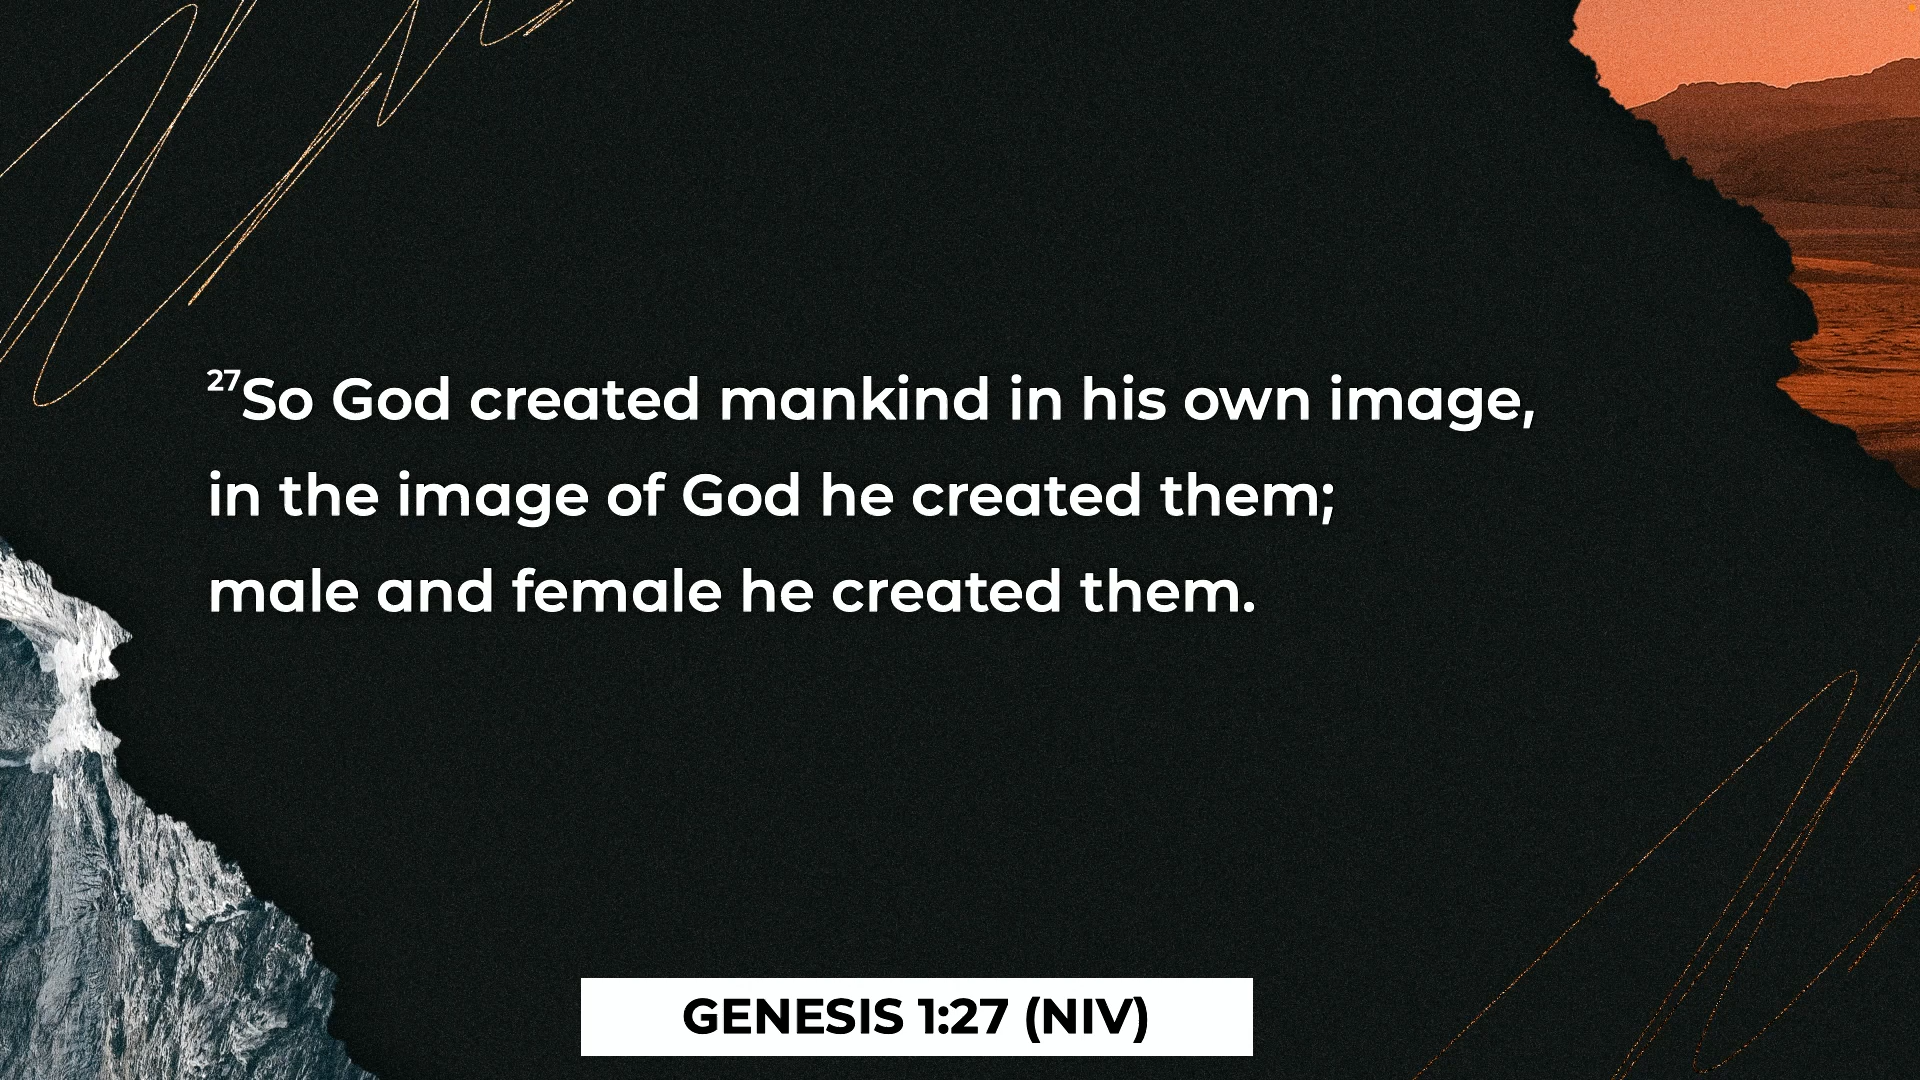 27So God created mankind in his own image,
in the image of God he created them;
male and female he created them.
GENESIS 1:27 (NIV)